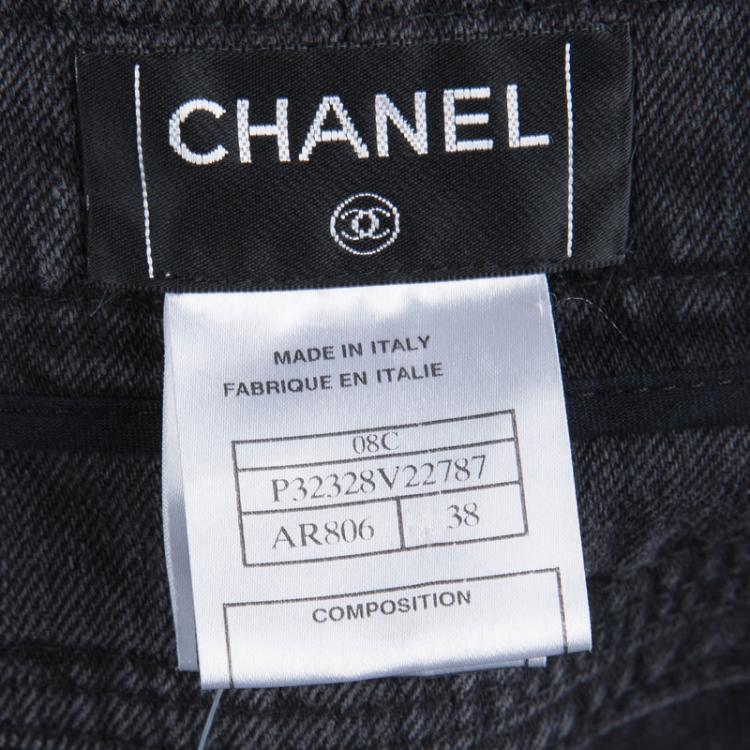 CHANEL
MADE IN ITALY
FABRIQUE EN ITALIE
08C
P32328V22787
AR806 38
COMPOSITION